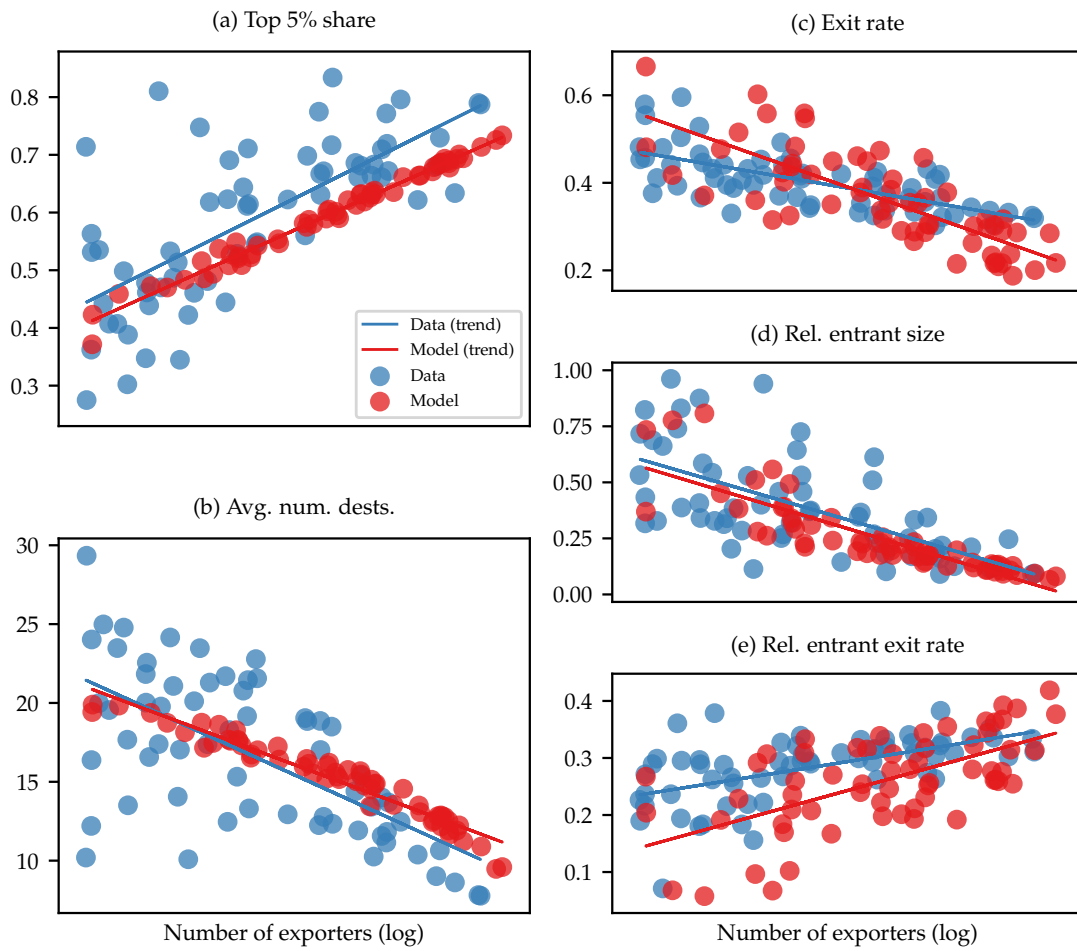 (a) Top 5% share
0.8
0.7
0.6
0.5
0.4
0.3
Data (trend)
Model (trend)
Data
Model
(b) Avg. num. dests.
30
25
20
15
10
Number of exporters (log)
(c) Exit rate
0.6
0.4
0.2
(d) Rel. entrant size
1.00
0.75
0.50
0.25
0.00
(e) Rel. entrant exit rate
0.4
0.3
0.2
0.1
Number of exporters (log)